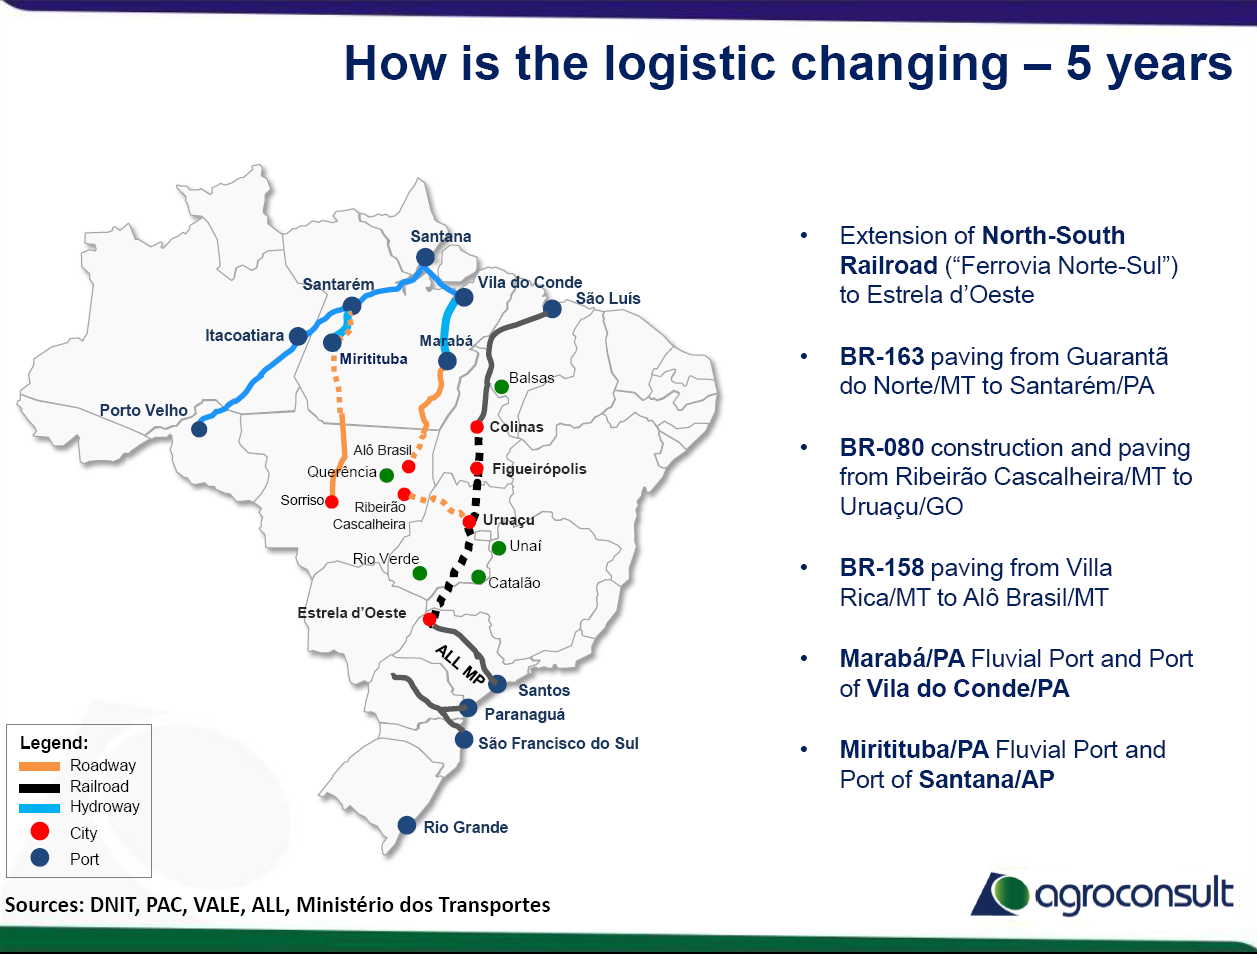 How is the logistic changing – 5 years
Santana
Santarém
Vila do Conde
São Luís
Itacoatiara
Marabá
Miritituba
Balsas
Porto Velho
Colinas
Alô Brasil
Querência
Figueirópolis
Sorriso
Ribeirão
Cascalheira
Uruaçu
Unaí
Rio Verde
Catalão
Estrela d’Oeste
ALL MP
Santos
Paranaguá
São Francisco do Sul
Rio Grande
Legend:
Roadway
Railroad
Hydroway
City
Port
• Extension of North-South
Railroad (“Ferrovia Norte-Sul”)
to Estrela d’Oeste
• BR-163 paving from Guarantã
do Norte/MT to Santarém/PA
• BR-080 construction and paving
from Ribeirão Cascalheira/MT to
Uruaçu/GO
• BR-158 paving from Villa
Rica/MT to Alô Brasil/MT
• Marabá/PA Fluvial Port and Port
of Vila do Conde/PA
• Miritituba/PA Fluvial Port and
Port of Santana/AP
agroconsult
Sources: DNIT, PAC, VALE, ALL, Ministério dos Transportes